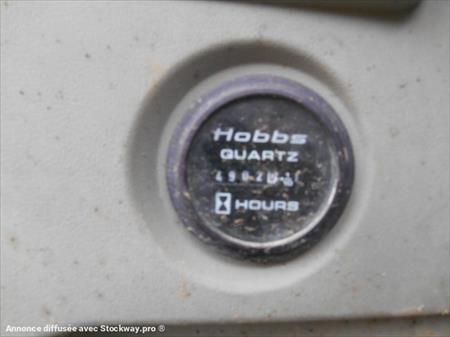 Hobbs
QUARTZ
HOURS
Annonce diffusée avec Stockway.pro ®